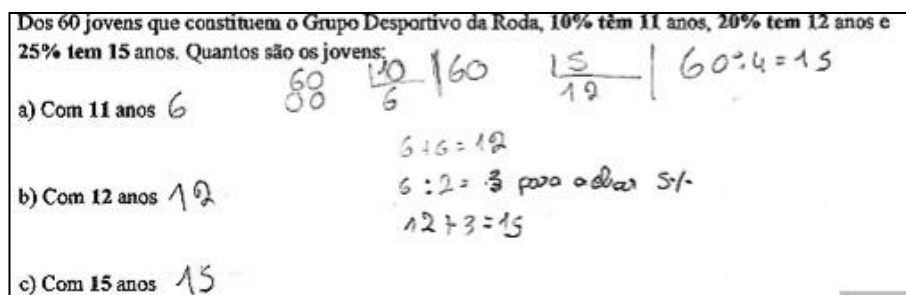 Dos 60 jovens que constituem o Grupo Desportivo da Roda, 10% têm 11 anos, 20% tem 12 anos e
25% tem 15 anos. Quantos são os jovens;
60 10 | 60 15 | 60:4=15
00 6 12
a) Com 11 anos 6
6+6=12
b) Com 12 anos 12
6:2=3 para achar 5%
12+3=15
c) Com 15 anos 15